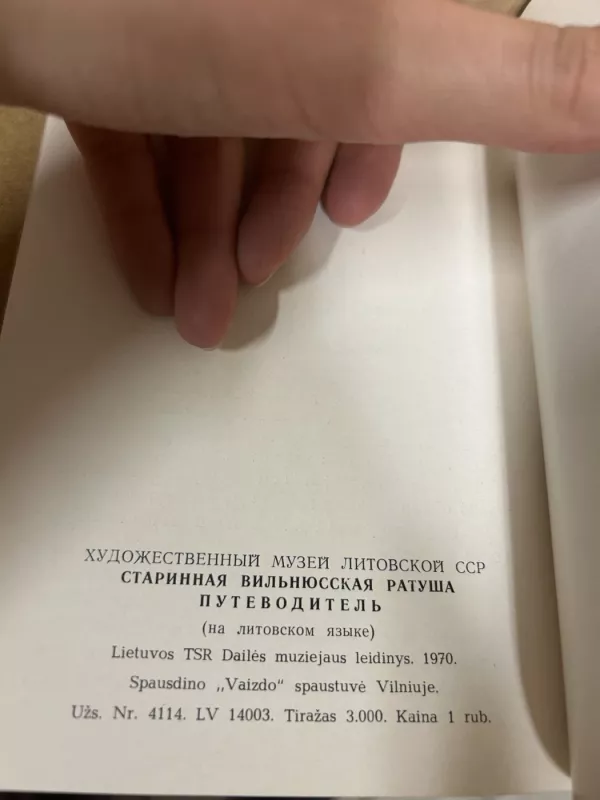 ХУДОЖЕСТВЕННЫЙ МУЗЕЙ ЛИТОВСКОЙ ССР
СТАРИННАЯ ВИЛЬНЮССКАЯ РАТУША
ПУТЕВОДИТЕЛЬ
(на литовском языке)
Lietuvos TSR Dailės muziejaus leidinys. 1970.
Spausdino „Vaizdo“ spaustuvė Vilniuje.
Užs. Nr. 4114. LV 14003. Tiražas 3.000. Kaina 1 rub.